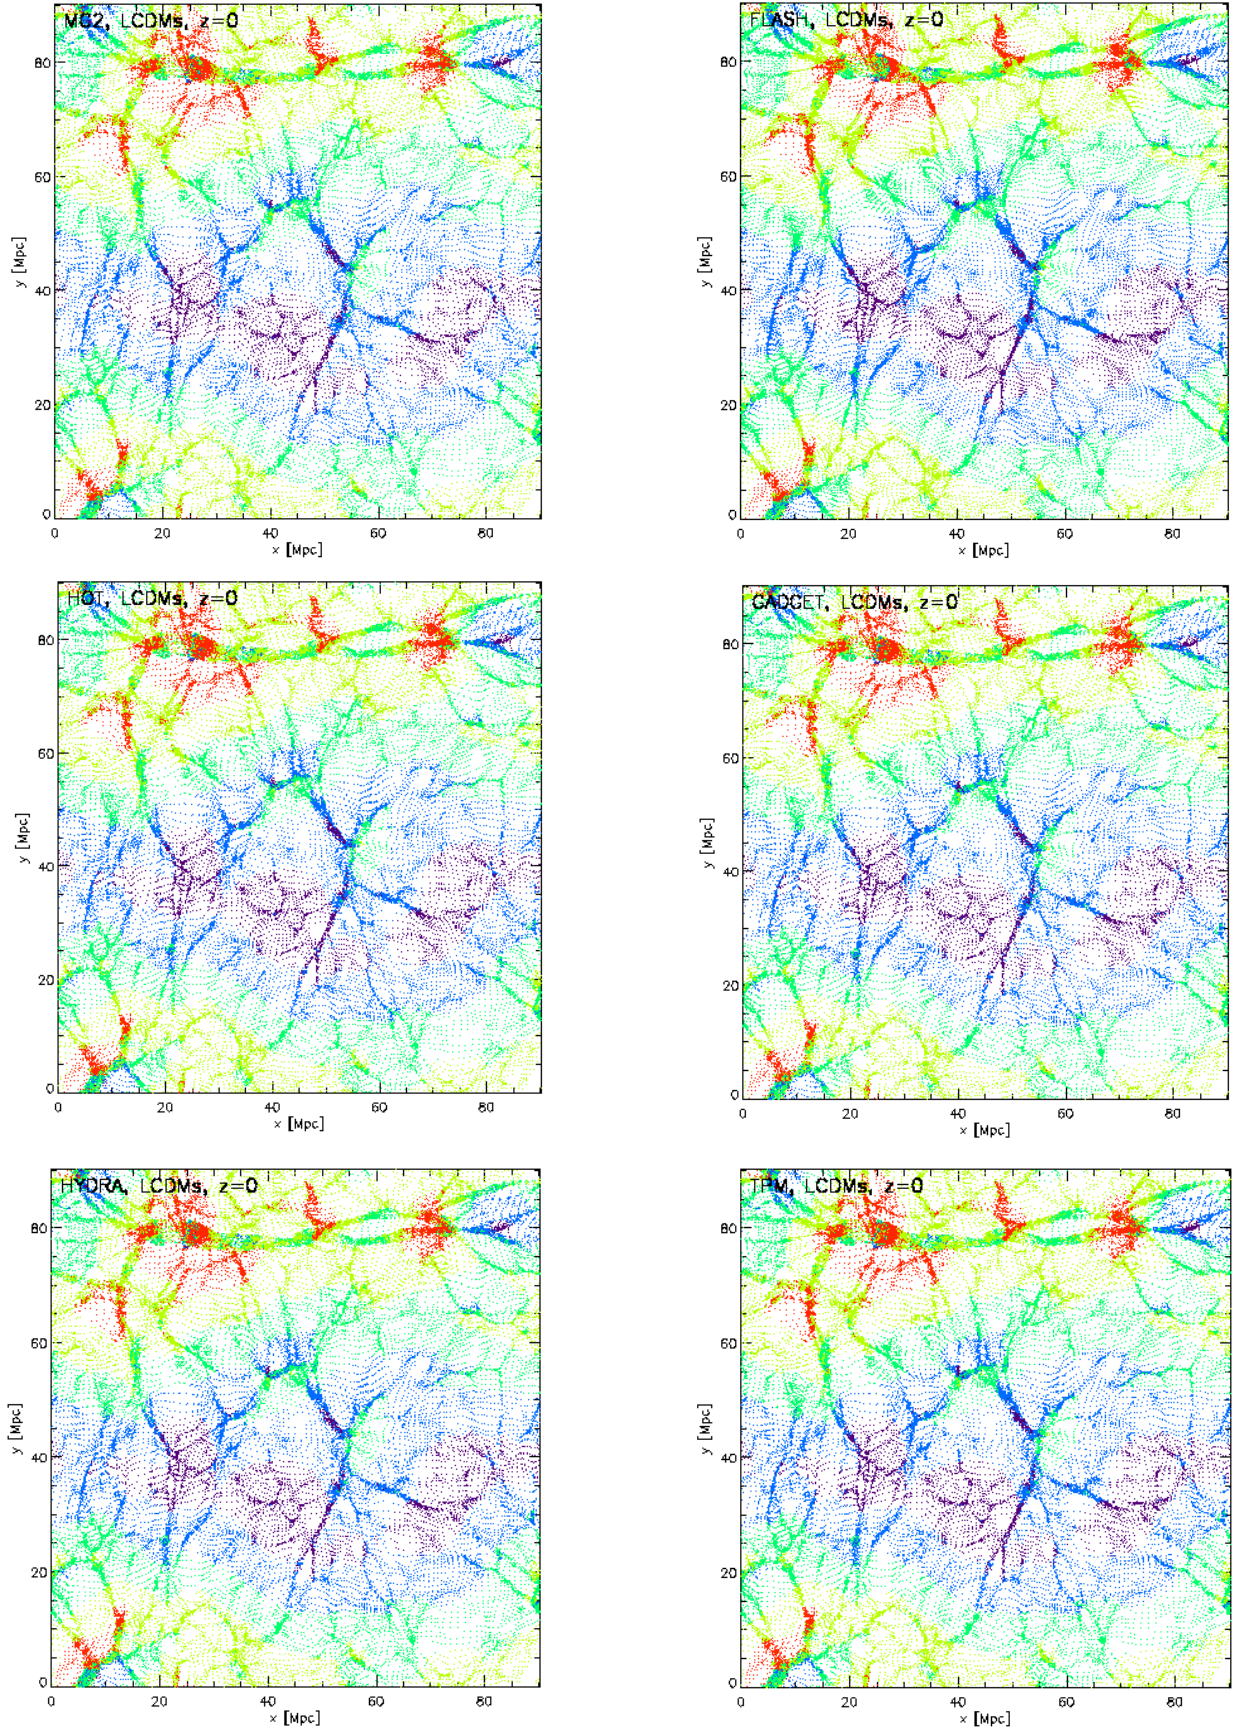 MC2, LCDMs, z=0
80
60
40
20
0
y [Mpc]
0 20 40 60 80
x [Mpc]
FLASH, LCDMs, z=0
80
60
40
20
0
y [Mpc]
0 20 40 60 80
x [Mpc]
HOT, LCDMs, z=0
80
60
40
20
0
y [Mpc]
0 20 40 60 80
x [Mpc]
GADGET, LCDMs, z=0
80
60
40
20
0
y [Mpc]
0 20 40 60 80
x [Mpc]
HYDRA, LCDMs, z=0
80
60
40
20
0
y [Mpc]
0 20 40 60 80
x [Mpc]
TPM, LCDMs, z=0
80
60
40
20
0
y [Mpc]
0 20 40 60 80
x [Mpc]